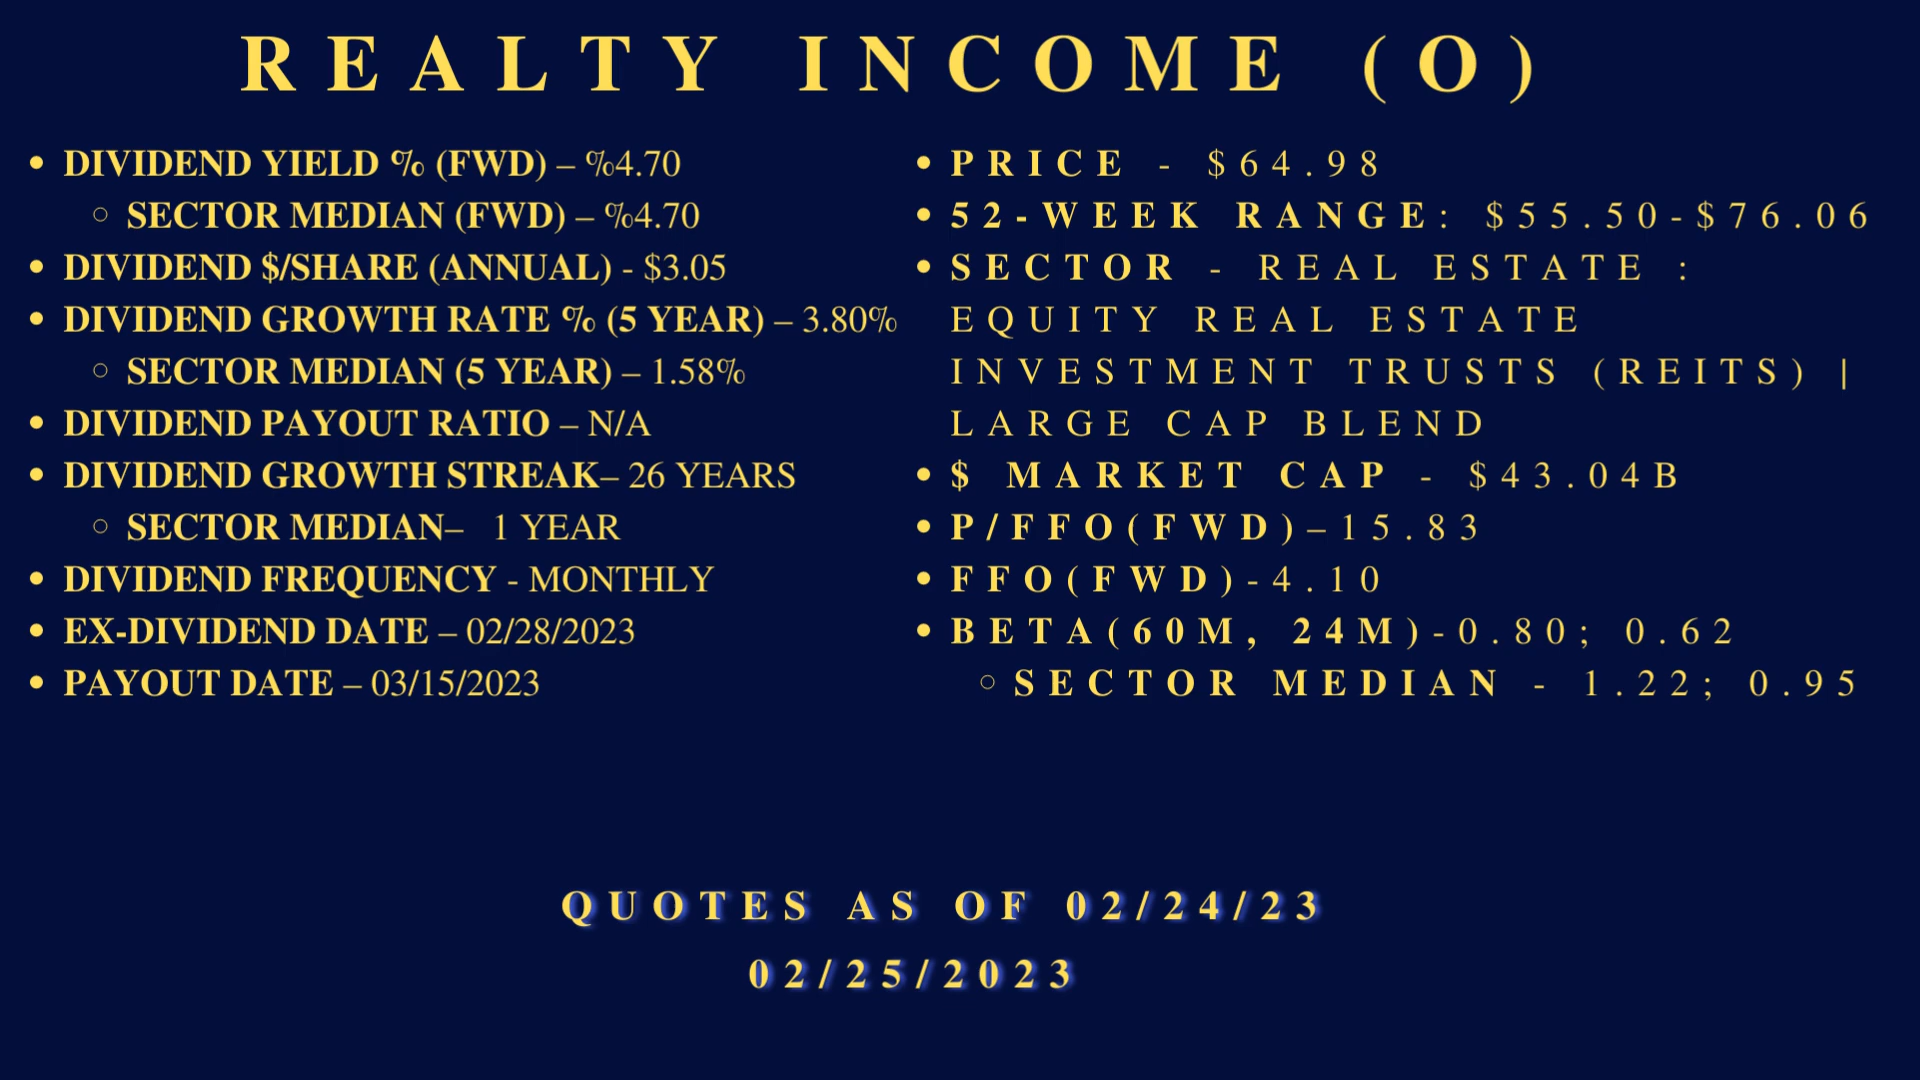 REALTY INCOME (O)
• DIVIDEND YIELD % (FWD) – %4.70
○ SECTOR MEDIAN (FWD) – %4.70
• DIVIDEND $/SHARE (ANNUAL) - $3.05
• DIVIDEND GROWTH RATE % (5 YEAR) – 3.80%
○ SECTOR MEDIAN (5 YEAR) – 1.58%
• DIVIDEND PAYOUT RATIO – N/A
• DIVIDEND GROWTH STREAK– 26 YEARS
○ SECTOR MEDIAN– 1 YEAR
• DIVIDEND FREQUENCY - MONTHLY
• EX-DIVIDEND DATE – 02/28/2023
• PAYOUT DATE – 03/15/2023
• PRICE - $64.98
• 52-WEEK RANGE: $55.50-$76.06
• SECTOR - REAL ESTATE :
EQUITY REAL ESTATE
INVESTMENT TRUSTS (REITS) |
LARGE CAP BLEND
• $ MARKET CAP - $43.04B
• P/FFO(FWD)–15.83
• FFO(FWD)-4.10
• BETA(60M, 24M)-0.80; 0.62
○ SECTOR MEDIAN - 1.22; 0.95
QUOTES AS OF 02/24/23
02/25/2023